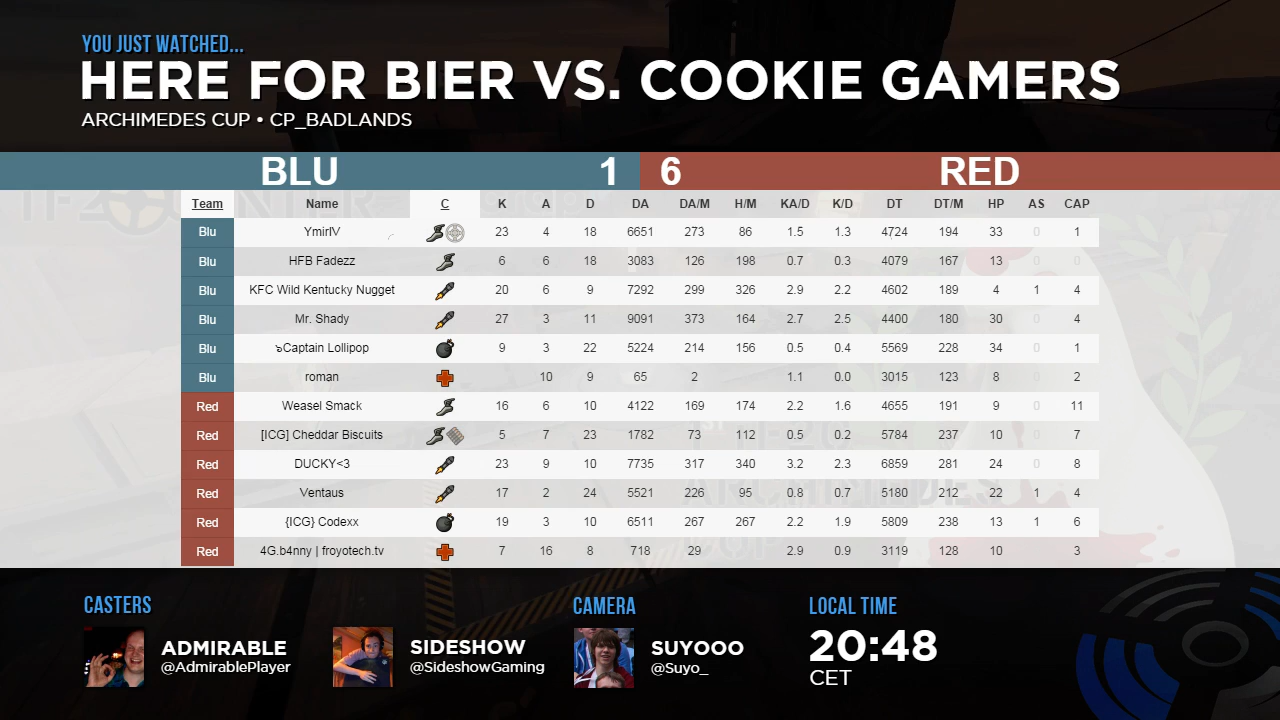 YOU JUST WATCHED...
HERE FOR BIER VS. COOKIE GAMERS
ARCHIMEDES CUP • CP_BADLANDS
BLU 1 6 RED
Team Name C K A D DA DA/M H/M KA/D K/D DT DT/M HP AS CAP
Blu YmirIV 23 4 18 6651 273 86 1.5 1.3 4724 194 33 0 1
Blu HFB Fadezz 6 6 18 3083 126 198 0.7 0.3 4079 167 13 0 0
Blu KFC Wild Kentucky Nugget 20 6 9 7292 299 326 2.9 2.2 4602 189 4 1 4
Blu Mr. Shady 27 3 11 9091 373 164 2.7 2.5 4400 180 30 0 4
Blu ъCaptain Lollipop 9 3 22 5224 214 156 0.5 0.4 5569 228 34 0 1
Blu roman 10 9 65 2 1.1 0.0 3015 123 8 2
Red Weasel Smack 16 6 10 4122 169 174 2.2 1.6 4655 191 9 0 11
Red [ICG] Cheddar Biscuits 5 7 23 1782 73 112 0.5 0.2 5784 237 10 0 7
Red DUCKY<3 23 9 10 7735 317 340 3.2 2.3 6859 281 24 0 8
Red Ventaus 17 2 24 5521 226 95 0.8 0.7 5180 212 22 1 4
Red {ICG} Codexx 19 3 10 6511 267 267 2.2 1.9 5809 238 13 1 6
Red 4G.b4nny | froyotech.tv 7 16 8 718 29 2.9 0.9 3119 128 10 3
CASTERS
ADMIRABLE
@AdmirablePlayer
SIDESHOW
@SideshowGaming
CAMERA
SUYOOO
@Suyo_
LOCAL TIME
20:48
CET